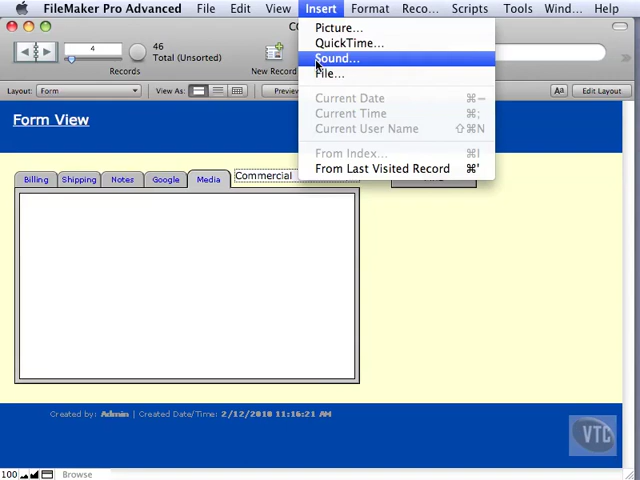 FileMaker Pro Advanced File Edit View Insert Format Reco... Scripts Tools Wind... Help
Picture...
QuickTime...
Sound...
File...
Current Date ⌘–
Current Time ⌘;
Current User Name ⇧⌘N
From Index... ⌘I
From Last Visited Record ⌘'
4
46
Total (Unsorted)
Records
New Record
Layout: Form
View As:
Preview
Aa
Edit Layout
Form View
Billing
Shipping
Notes
Google
Media
Commercial
Created by: Admin | Created Date/Time: 2/12/2010 11:16:21 AM
VTC
100
Browse